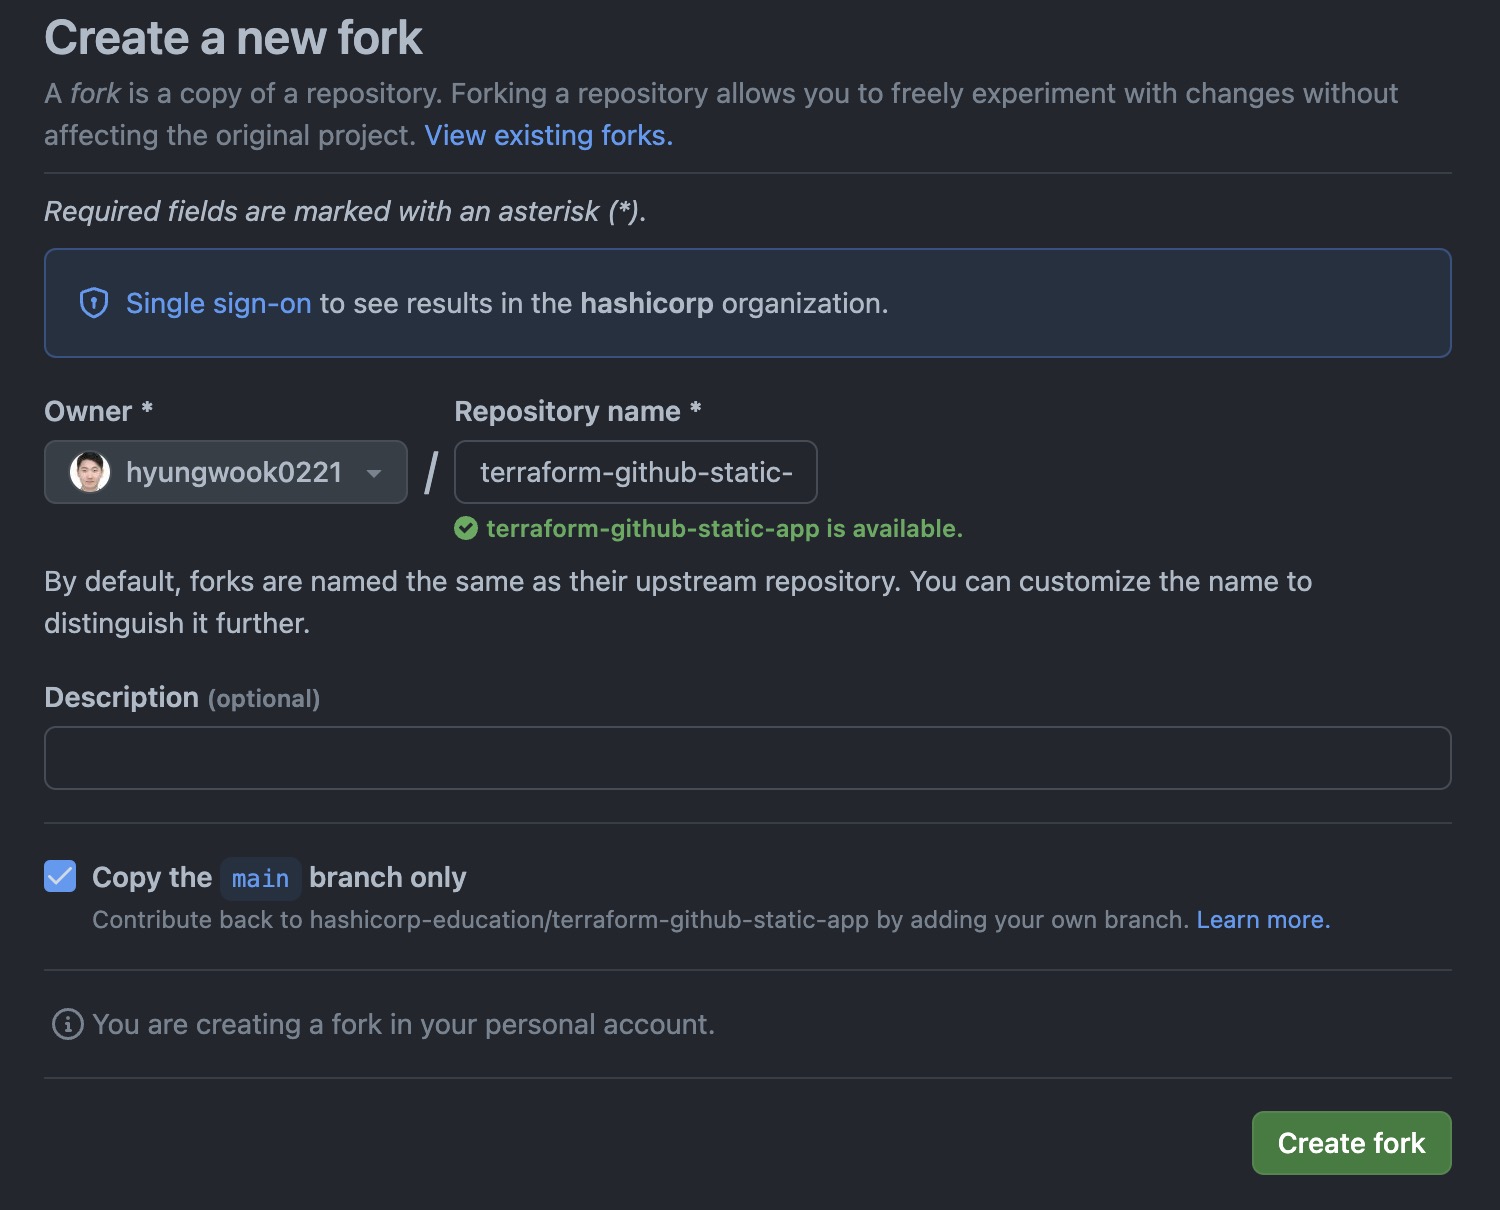 Create a new fork
A fork is a copy of a repository. Forking a repository allows you to freely experiment with changes without
affecting the original project. View existing forks.
Required fields are marked with an asterisk (*).
Single sign-on to see results in the hashicorp organization.
Owner *
Repository name *
hyungwook0221
/
terraform-github-static-
terraform-github-static-app is available.
By default, forks are named the same as their upstream repository. You can customize the name to
distinguish it further.
Description (optional)
Copy the main branch only
Contribute back to hashicorp-education/terraform-github-static-app by adding your own branch. Learn more.
You are creating a fork in your personal account.
Create fork